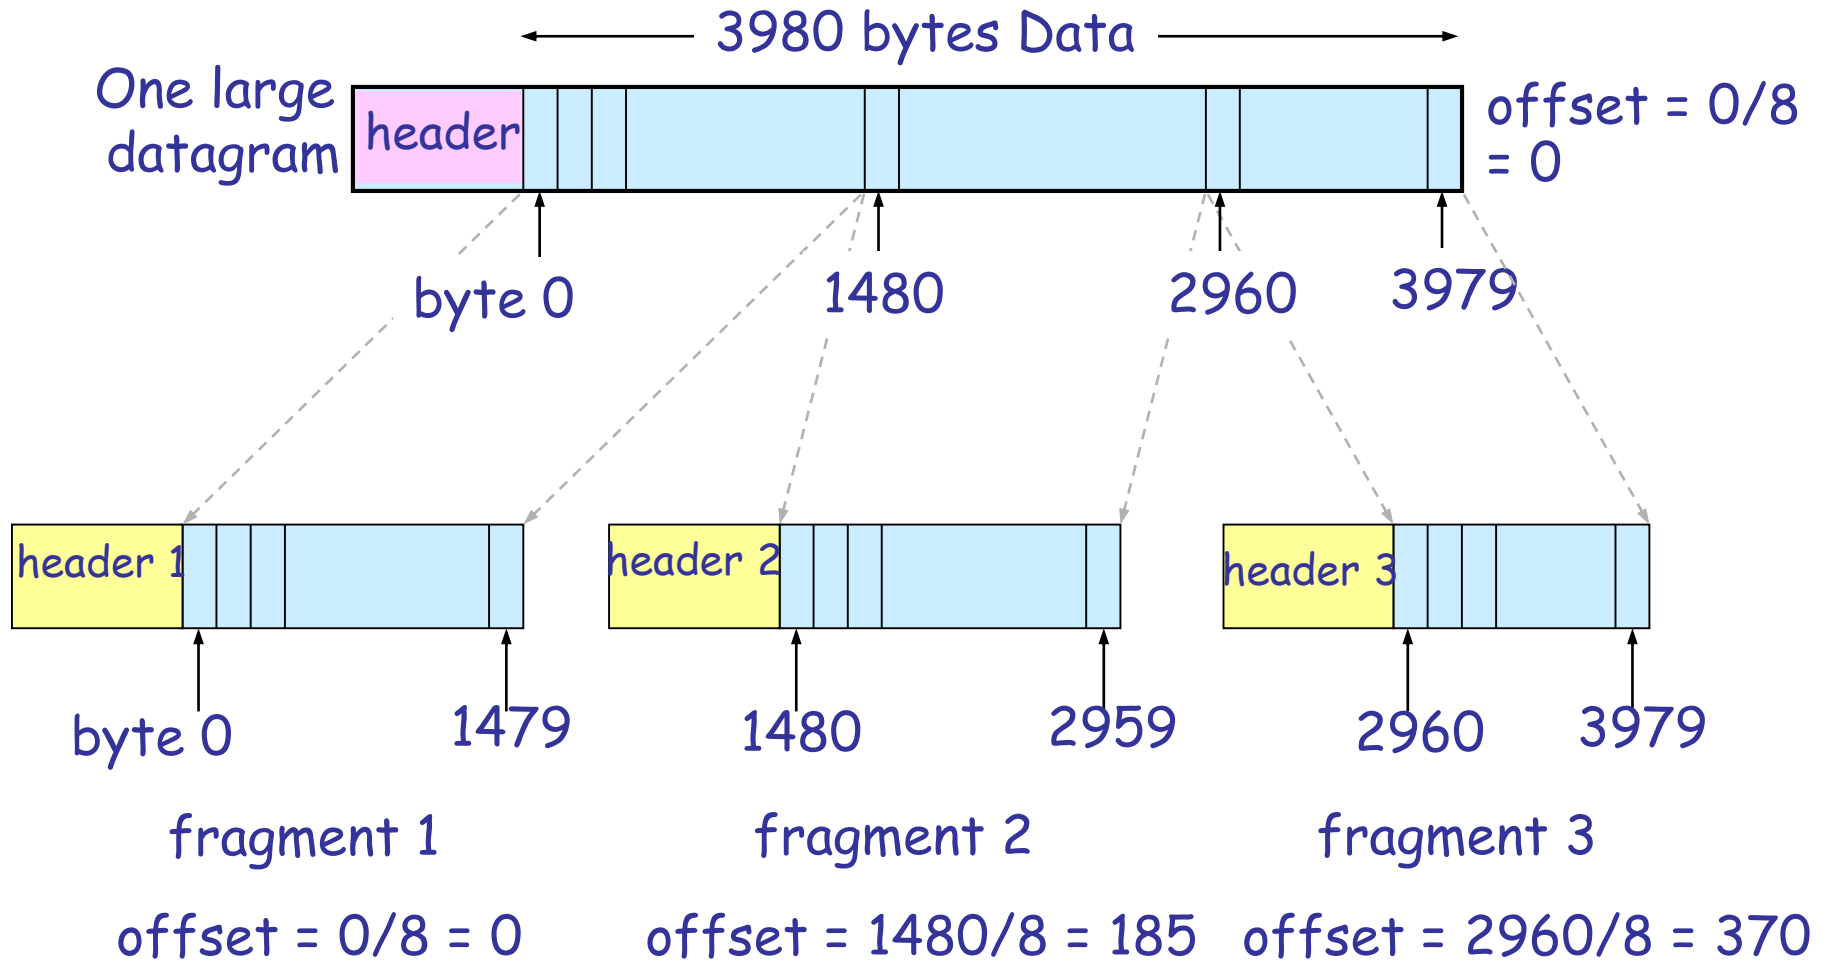 3980 bytes Data
One large
datagram
header
offset = 0/8
= 0
byte 0
1480
2960
3979
header 1
header 2
header 3
byte 0
1479
1480
2959
2960
3979
fragment 1
fragment 2
fragment 3
offset = 0/8 = 0
offset = 1480/8 = 185
offset = 2960/8 = 370